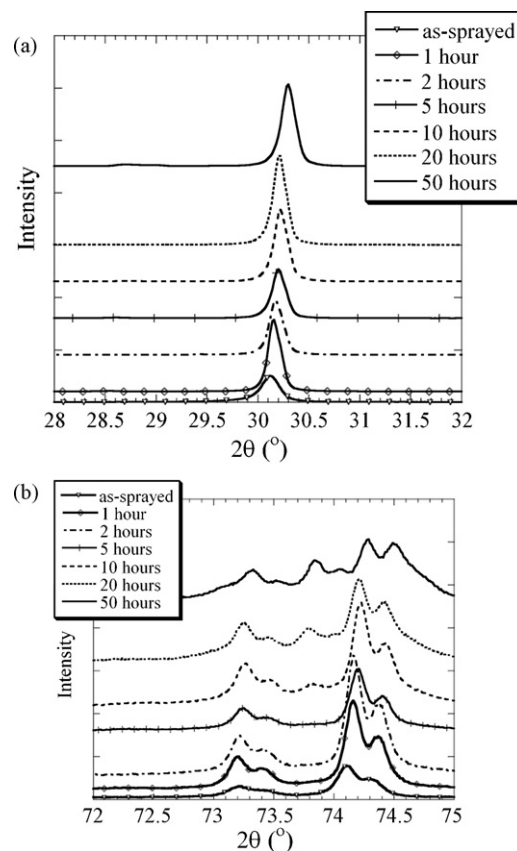 (a)
as-sprayed
1 hour
2 hours
5 hours
10 hours
20 hours
50 hours
Intensity
28 28.5 29 29.5 30 30.5 31 31.5 32
2θ (°)
(b)
as-sprayed
1 hour
2 hours
5 hours
10 hours
20 hours
50 hours
Intensity
72 72.5 73 73.5 74 74.5 75
2θ (°)